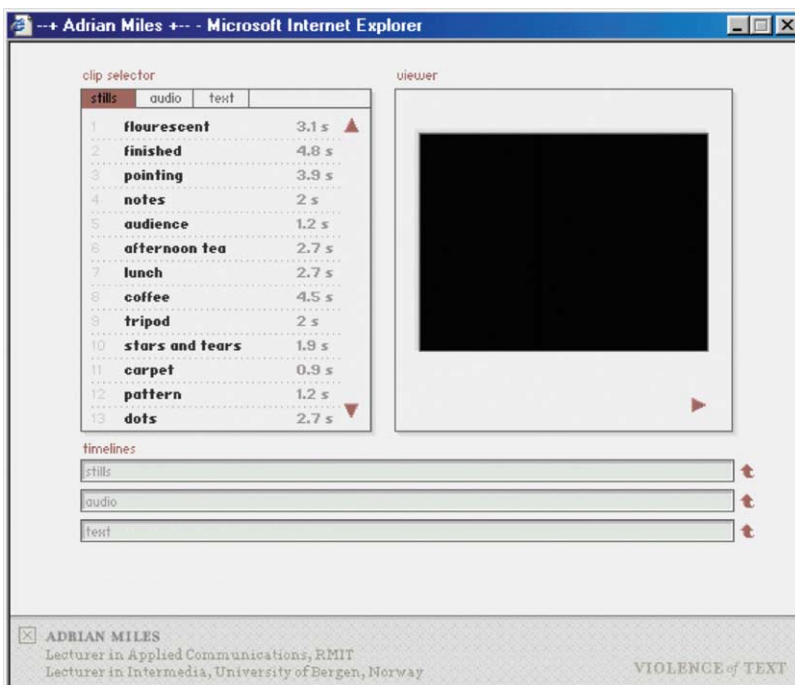 --+ Adrian Miles +-- - Microsoft Internet Explorer
clip selector
stills audio text
1 flourescent 3.1 s
2 finished 4.8 s
3 pointing 3.9 s
4 notes 2 s
5 audience 1.2 s
6 afternoon tea 2.7 s
7 lunch 2.7 s
8 coffee 4.5 s
9 tripod 2 s
10 stars and tears 1.9 s
11 carpet 0.9 s
12 pattern 1.2 s
13 dots 2.7 s
viewer
timelines
stills
audio
text
ADRIAN MILES
Lecturer in Applied Communications, RMIT
Lecturer in Intermedia, University of Bergen, Norway
VIOLENCE of TEXT